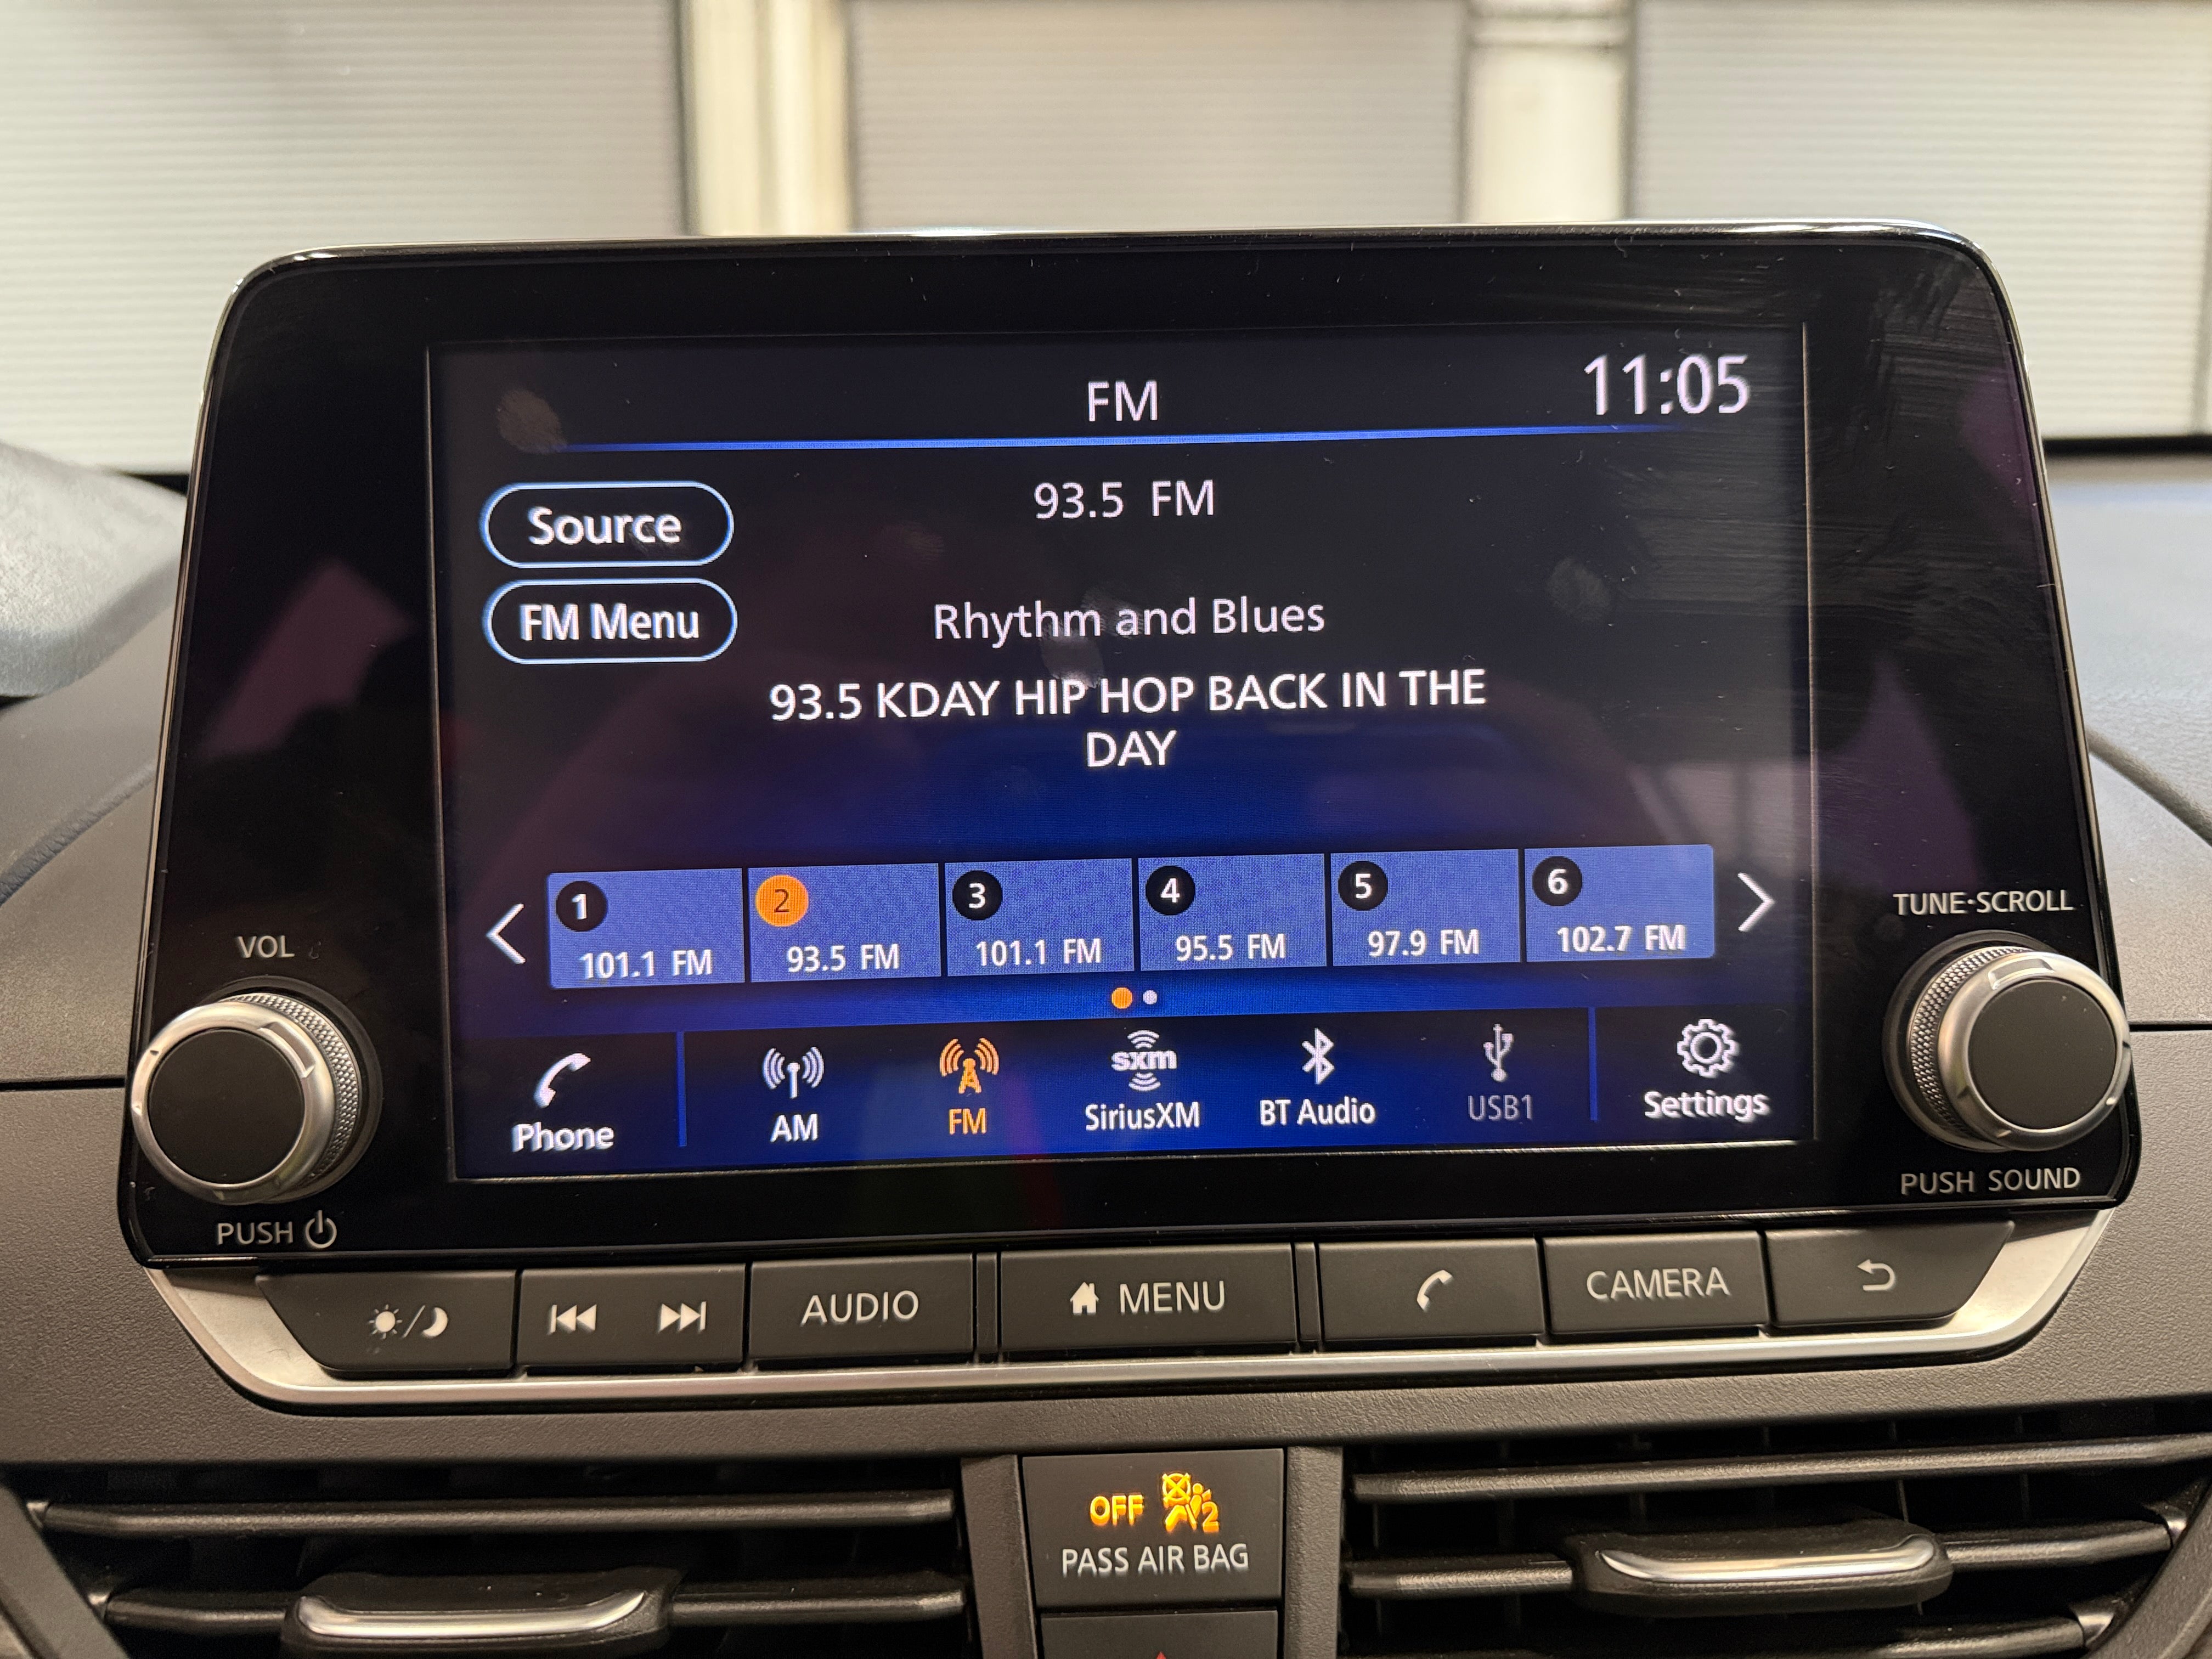 FM
11:05
Source
93.5 FM
FM Menu
Rhythm and Blues
93.5 KDAY HIP HOP BACK IN THE
DAY
1
2
3
4
5
6
101.1 FM
93.5 FM
101.1 FM
95.5 FM
97.9 FM
102.7 FM
VOL
TUNE•SCROLL
sxm
Phone
AM
FM
SiriusXM
BT Audio
USB1
Settings
PUSH
PUSH SOUND
AUDIO
MENU
CAMERA
OFF 2
PASS AIR BAG